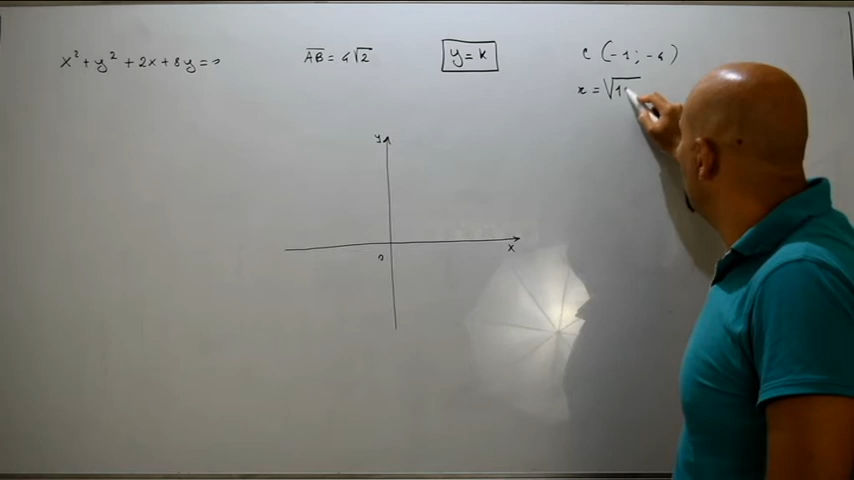 x² + y² + 2x + 8y = 0
AB = 4√2
y = k
C (-1; -4)
r = √1
y
x
0